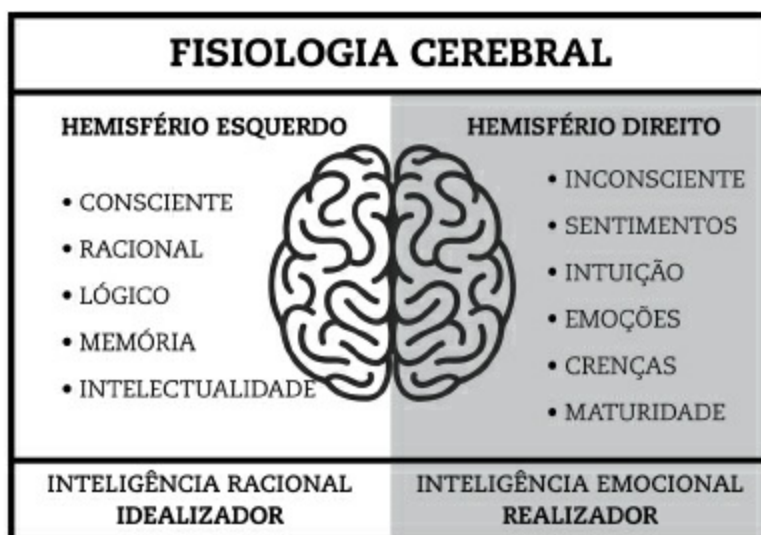 FISIOLOGIA CEREBRAL
HEMISFÉRIO ESQUERDO
• CONSCIENTE
• RACIONAL
• LÓGICO
• MEMÓRIA
• INTELECTUALIDADE
HEMISFÉRIO DIREITO
• INCONSCIENTE
• SENTIMENTOS
• INTUIÇÃO
• EMOÇÕES
• CRENÇAS
• MATURIDADE
INTELIGÊNCIA RACIONAL
IDEALIZADOR
INTELIGÊNCIA EMOCIONAL
REALIZADOR